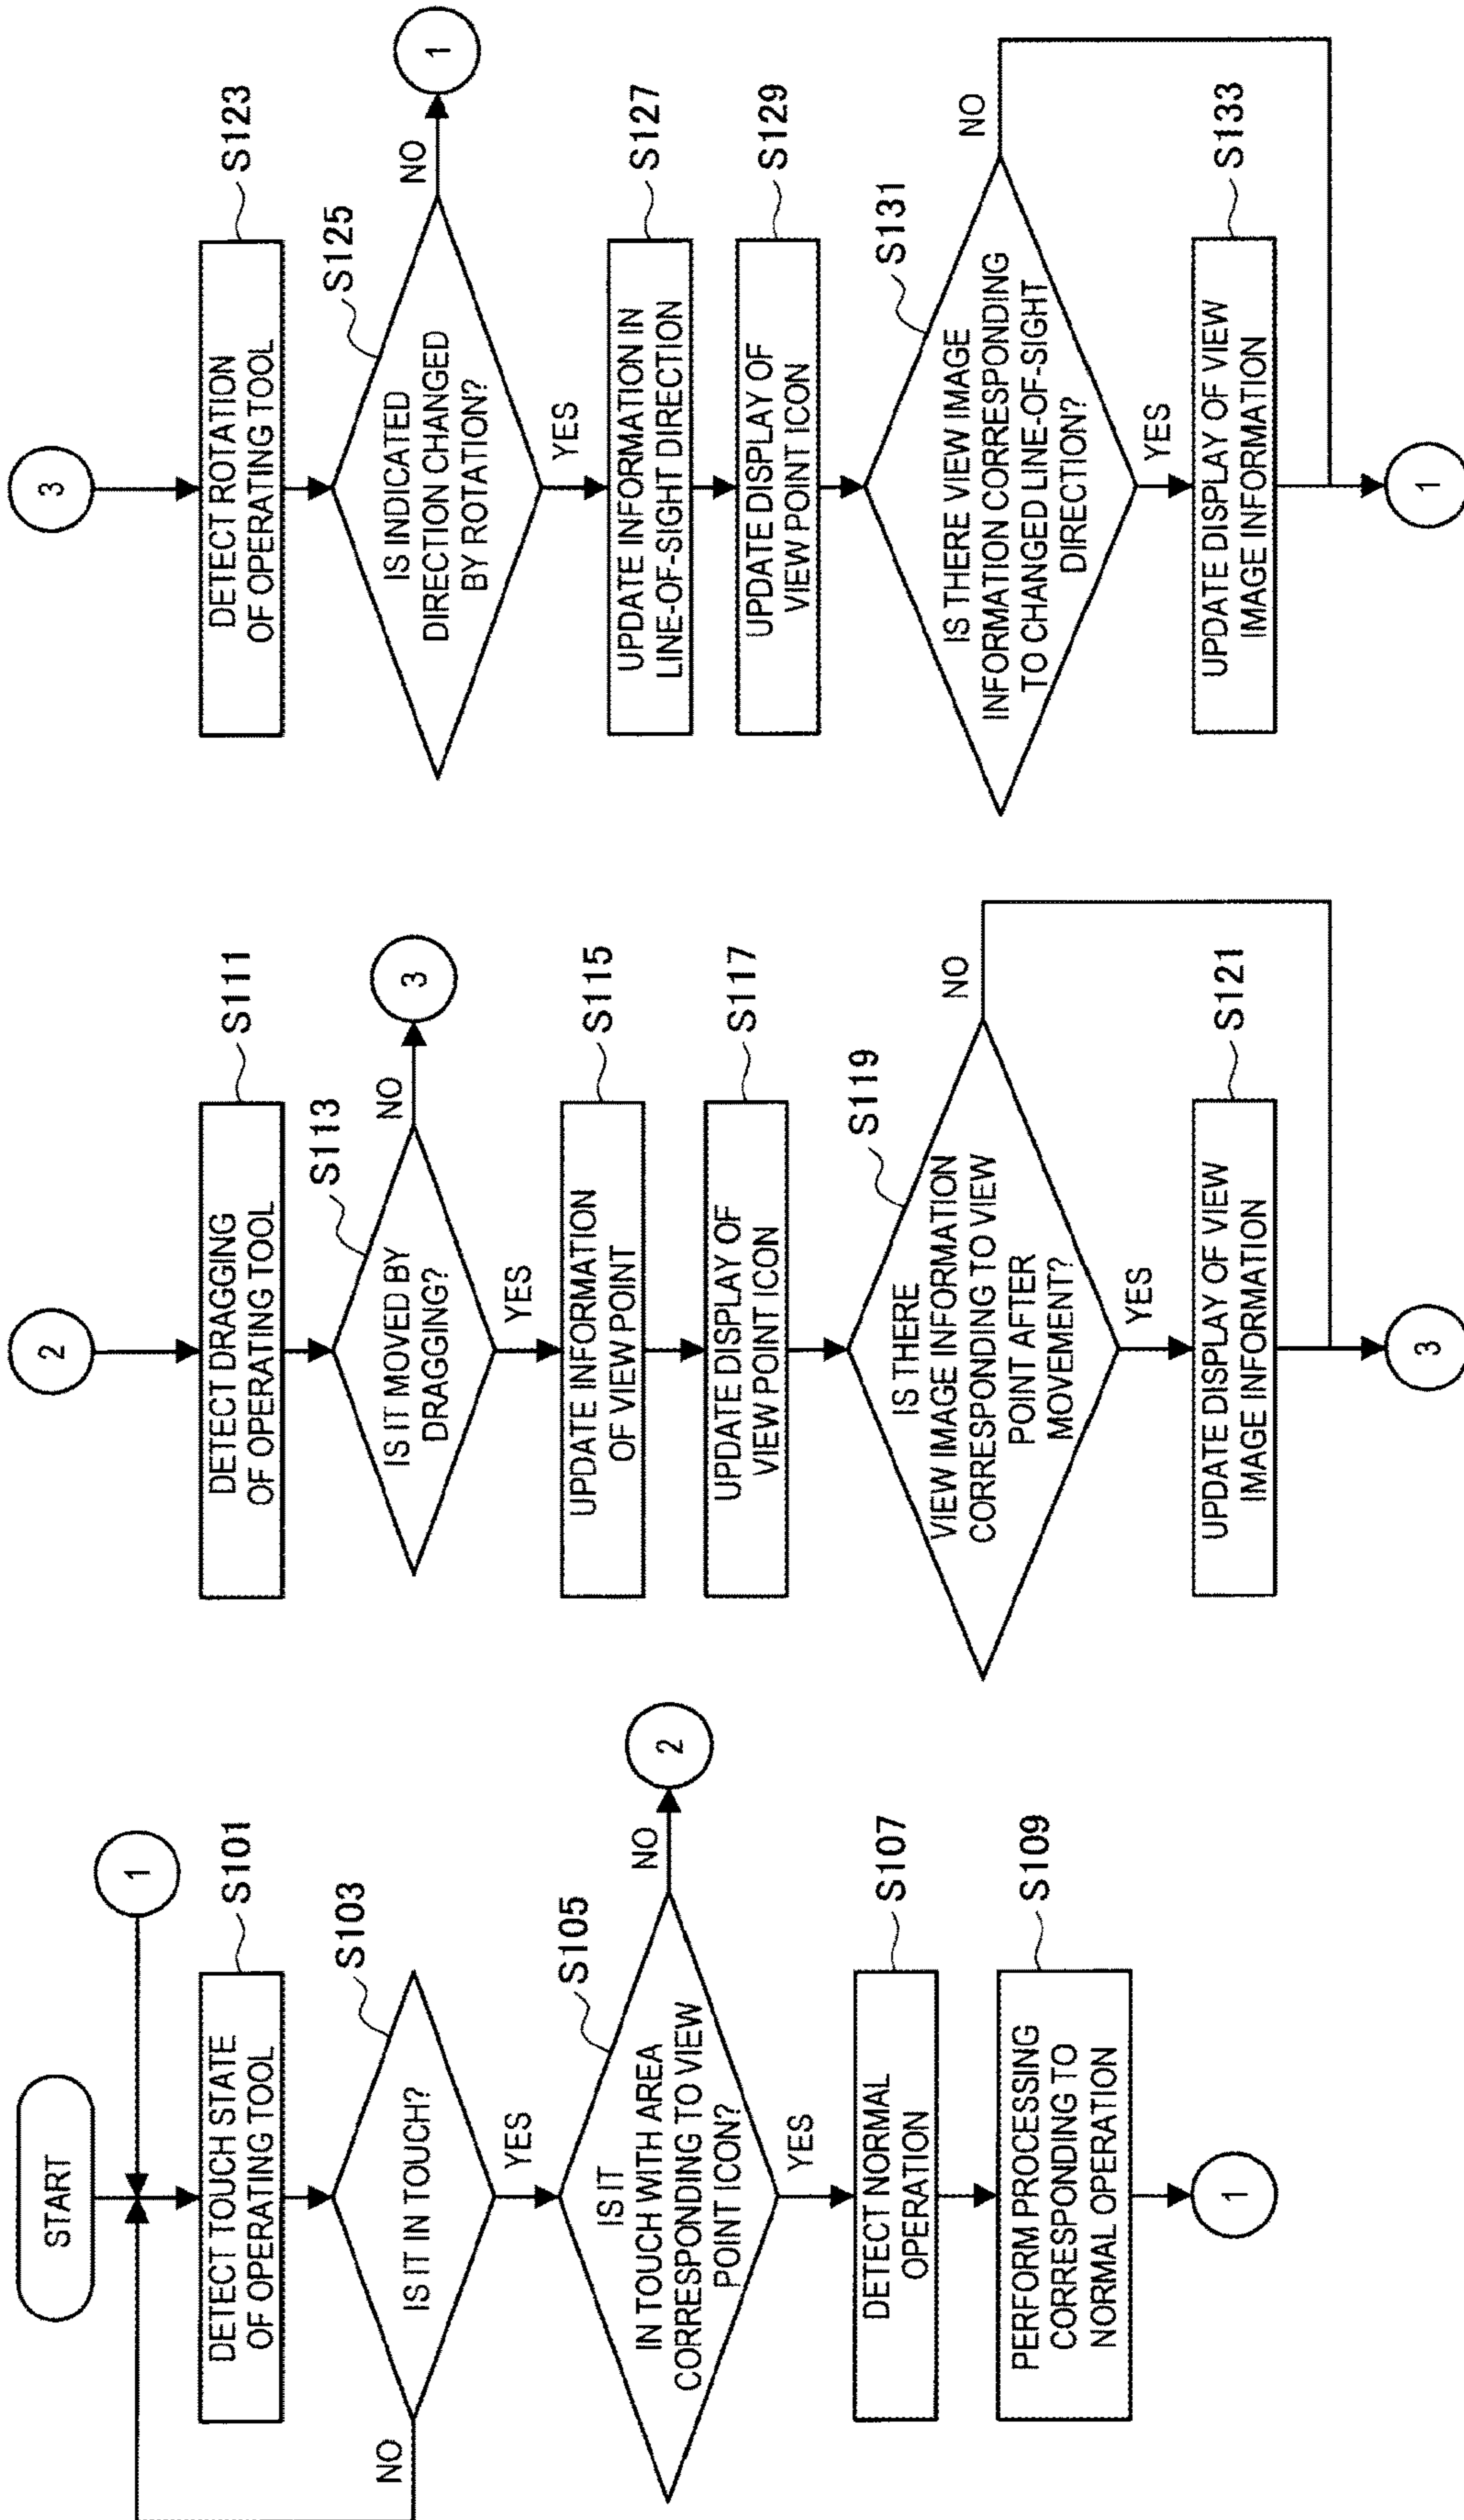 START
1
DETECT TOUCH STATE
OF OPERATING TOOL
S101
IS IT IN TOUCH?
S103
NO
YES
IS IT
IN TOUCH WITH AREA
CORRESPONDING TO VIEW
POINT ICON?
S105
NO
2
YES
DETECT NORMAL
OPERATION
S107
PERFORM PROCESSING
CORRESPONDING TO
NORMAL OPERATION
S109
1
2
DETECT DRAGGING
OF OPERATING TOOL
S111
IS IT MOVED BY
DRAGGING?
S113
NO
3
YES
UPDATE INFORMATION
OF VIEW POINT
S115
UPDATE DISPLAY OF
VIEW POINT ICON
S117
IS THERE
VIEW IMAGE INFORMATION
CORRESPONDING TO VIEW
POINT AFTER
MOVEMENT?
S119
NO
YES
UPDATE DISPLAY OF VIEW
IMAGE INFORMATION
S121
3
3
DETECT ROTATION
OF OPERATING TOOL
S123
IS INDICATED
DIRECTION CHANGED
BY ROTATION?
S125
NO
1
YES
UPDATE INFORMATION IN
LINE-OF-SIGHT DIRECTION
S127
UPDATE DISPLAY OF
VIEW POINT ICON
S129
IS THERE VIEW IMAGE
INFORMATION CORRESPONDING
TO CHANGED LINE-OF-SIGHT
DIRECTION?
S131
NO
YES
UPDATE DISPLAY OF VIEW
IMAGE INFORMATION
S133
1